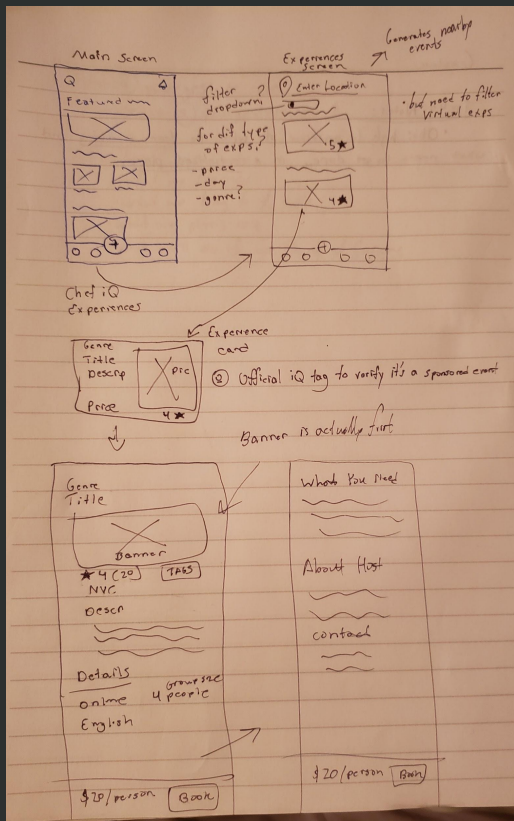 Main Screen
Featured
Chef iQ
Experiences
filter ?
dropdown?
for dif type
of exps?
- price
- day
- genre?
Experiences
Screen
Enter Location
5★
4★
Generates nearby
events
• but need to filter
virtual exps
Experience
card
Genre
Title
Descrp
Pic
Price
4★
Official iQ tag to verify it's a sponsored event
Banner is actually first
Genre
Title
Banner
★ 4 (20)
TAGS
NYC
Descr
Details
Online
Group size
4 people
English
$20/person
Book
What You Need
About Host
Contact
$20/person
Book